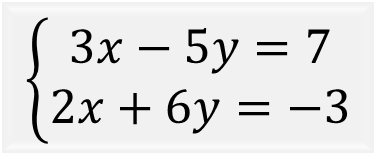 3x − 5y = 7
2x + 6y = −3